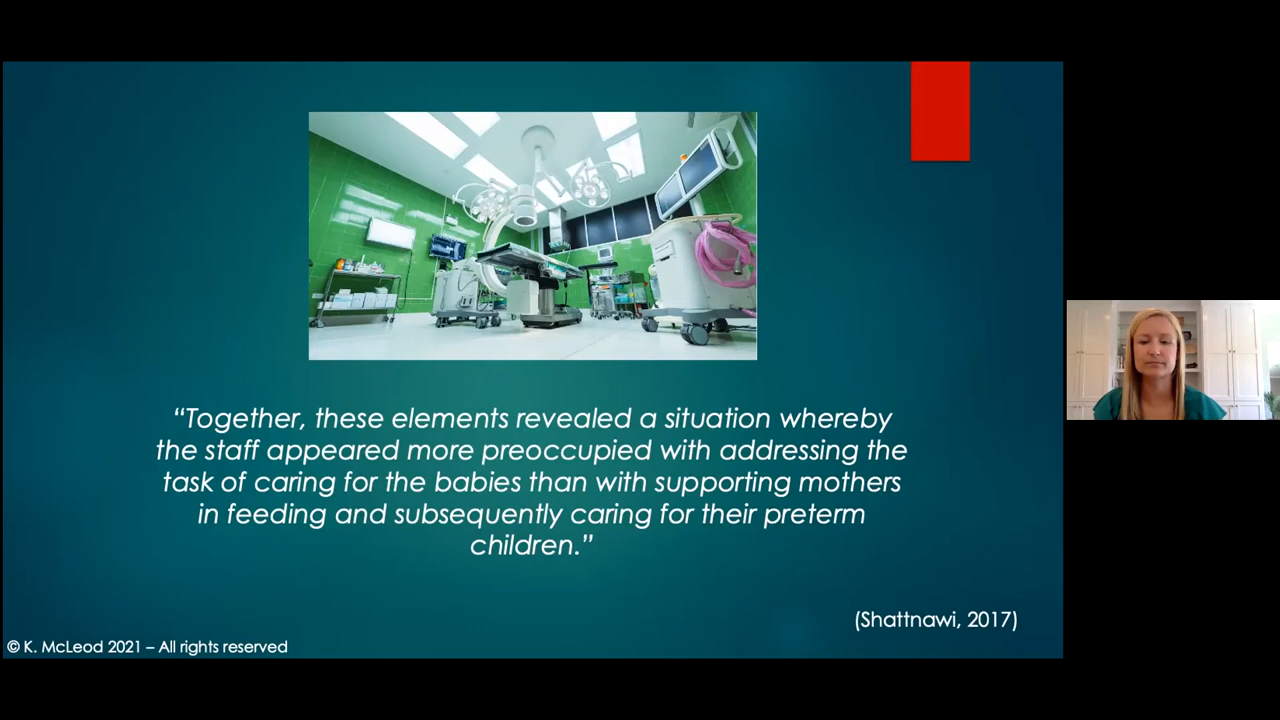 “Together, these elements revealed a situation whereby
the staff appeared more preoccupied with addressing the
task of caring for the babies than with supporting mothers
in feeding and subsequently caring for their preterm
children.”
(Shattnawi, 2017)
© K. McLeod 2021 – All rights reserved